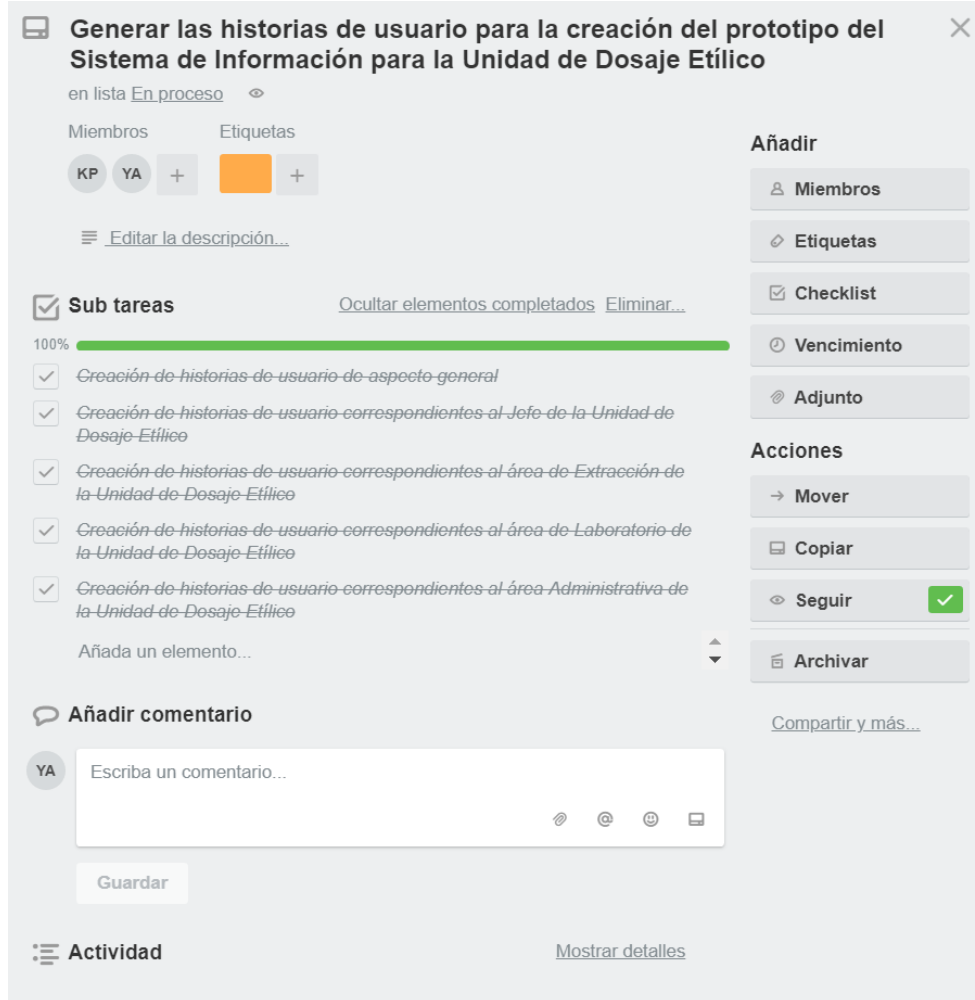 Generar las historias de usuario para la creación del prototipo del
Sistema de Información para la Unidad de Dosaje Etílico
en lista En proceso
Miembros
Etiquetas
KP YA +
+
Editar la descripción...
Sub tareas
Ocultar elementos completados Eliminar...
100%
Creación de historias de usuario de aspecto general
Creación de historias de usuario correspondientes al Jefe de la Unidad de
Dosaje Etílico
Creación de historias de usuario correspondientes al área de Extracción de
la Unidad de Dosaje Etílico
Creación de historias de usuario correspondientes al área de Laboratorio de
la Unidad de Dosaje Etílico
Creación de historias de usuario correspondientes al área Administrativa de
la Unidad de Dosaje Etílico
Añada un elemento...
Añadir comentario
YA
Escriba un comentario...
@
Guardar
Actividad
Mostrar detalles
Añadir
Miembros
Etiquetas
Checklist
Vencimiento
Adjunto
Acciones
Mover
Copiar
Seguir
Archivar
Compartir y más...